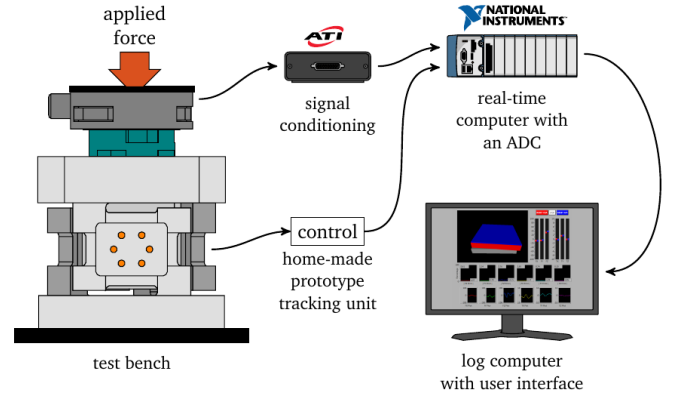 applied
force
ATI
NATIONAL
INSTRUMENTS™
signal
conditioning
real-time
computer with
an ADC
control
home-made
prototype
tracking unit
test bench
log computer
with user interface